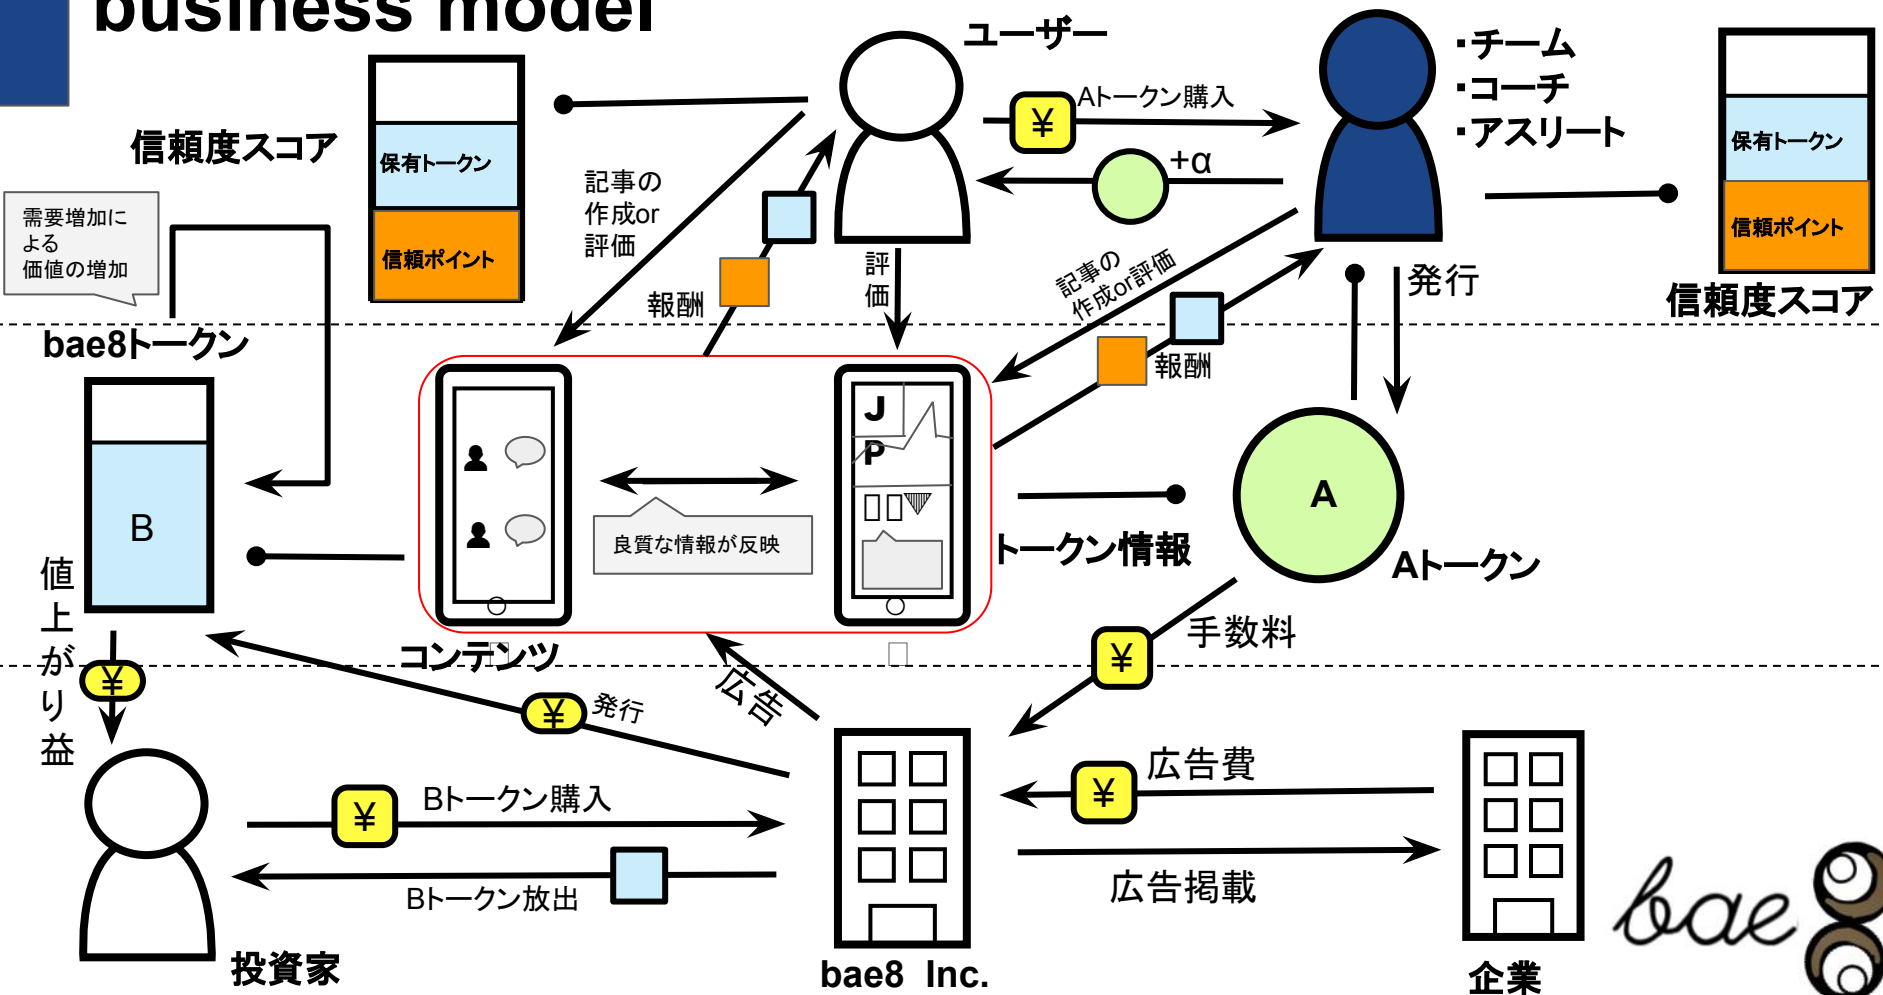 business model
ユーザー
・チーム
・コーチ
・アスリート
Aトークン購入
¥
+α
信頼度スコア
保有トークン
信頼ポイント
保有トークン
信頼ポイント
信頼度スコア
記事の
作成or
評価
報酬
評
価
記事の
作成or評価
報酬
発行
需要増加に
よる
価値の増加
bae8トークン
B
J
P
良質な情報が反映
トークン情報
A
Aトークン
コンテンツ
値
上
が
り
益
¥
¥
発行
広告
手数料
¥
広告費
¥
広告掲載
Bトークン購入
¥
Bトークン放出
投資家
bae8 Inc.
企業
bae8